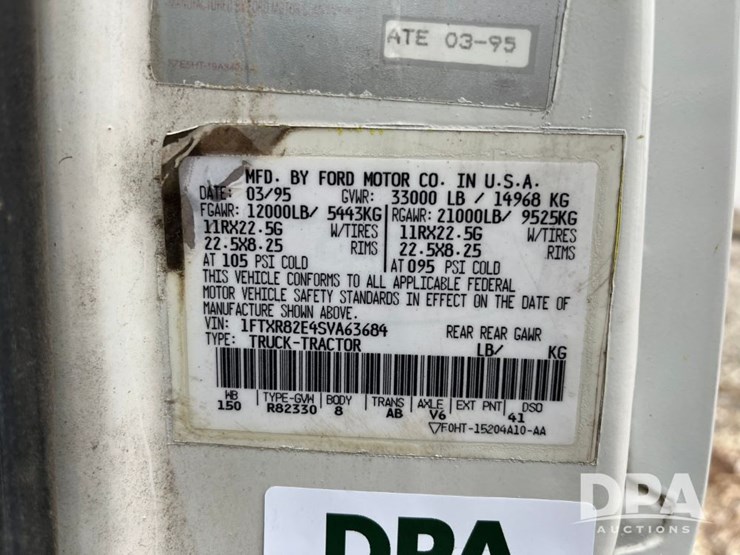 MANUFACTURED BY FORD MOTOR COMPANY
ATE 03-95
MFD. BY FORD MOTOR CO. IN U.S.A.
DATE: 03/95 GVWR: 33000 LB / 14968 KG
FGAWR: 12000LB/ 5443KG RGAWR: 21000LB/ 9525KG
11RX22.5G W/TIRES 11RX22.5G W/TIRES
22.5X8.25 RIMS 22.5X8.25 RIMS
AT 105 PSI COLD AT 095 PSI COLD
THIS VEHICLE CONFORMS TO ALL APPLICABLE FEDERAL
MOTOR VEHICLE SAFETY STANDARDS IN EFFECT ON THE DATE OF
MANUFACTURE SHOWN ABOVE.
VIN: 1FTXR82E4SVA63684 REAR REAR GAWR
TYPE: TRUCK-TRACTOR LB/ KG
WB TYPE-GVW BODY TRANS AXLE EXT PNT DSO
150 R82330 8 AB V6 41
▽F0HT-15204A10-AA
DPA
DPA
AUCTIONS